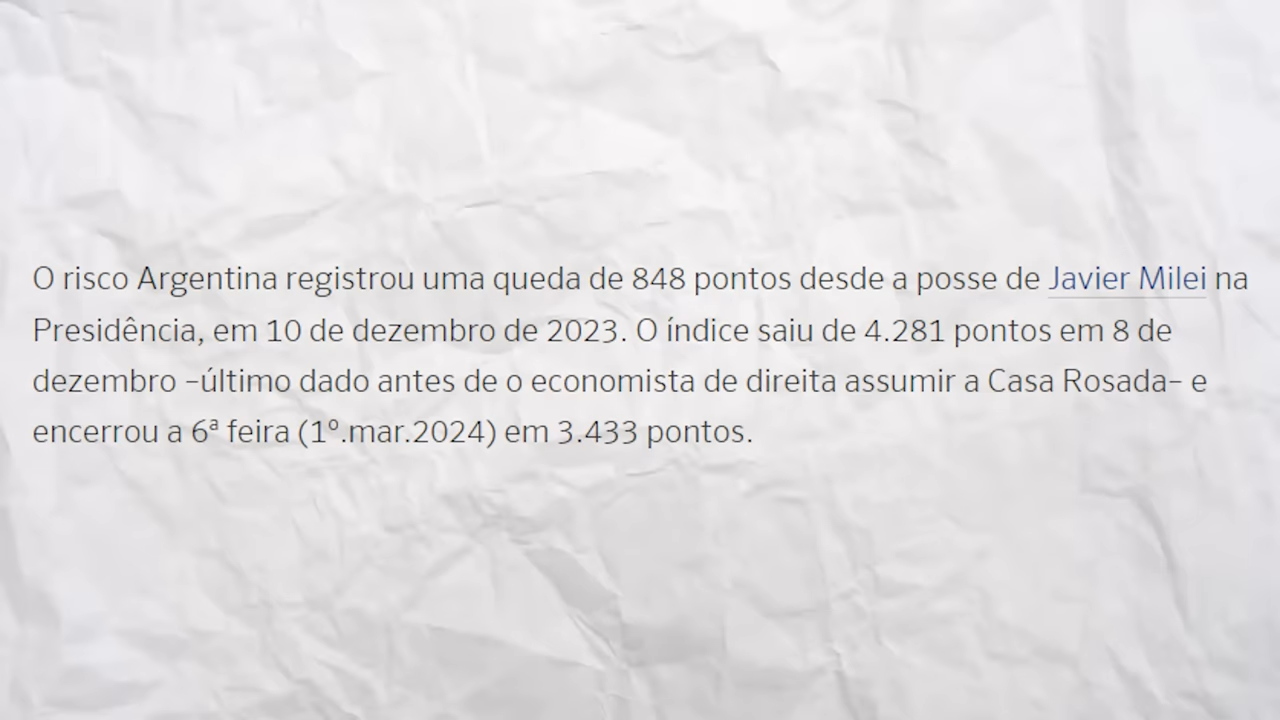 O risco Argentina registrou uma queda de 848 pontos desde a posse de Javier Milei na
Presidência, em 10 de dezembro de 2023. O índice saiu de 4.281 pontos em 8 de
dezembro –último dado antes de o economista de direita assumir a Casa Rosada– e
encerrou a 6ª feira (1º.mar.2024) em 3.433 pontos.